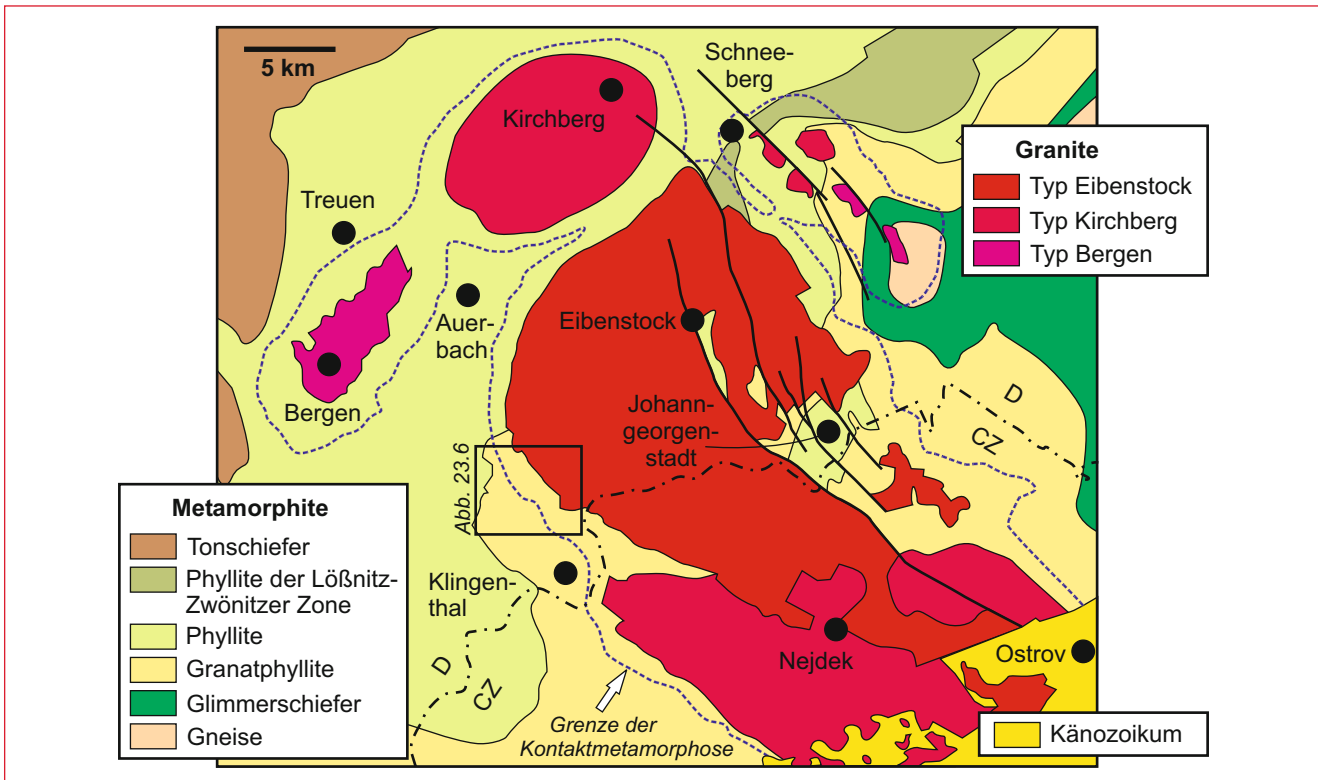 5 km
Schnee-
berg
Kirchberg
Treuen
Auer-
bach
Bergen
Eibenstock
Johann-
georgen-
stadt
D
CZ
Abb. 23.6
Klingen-
thal
D
CZ
Nejdek
Ostrov
Grenze der
Kontaktmetamorphose
Granite
Typ Eibenstock
Typ Kirchberg
Typ Bergen
Metamorphite
Tonschiefer
Phyllite der Lößnitz-
Zwönitzer Zone
Phyllite
Granatphyllite
Glimmerschiefer
Gneise
Känozoikum